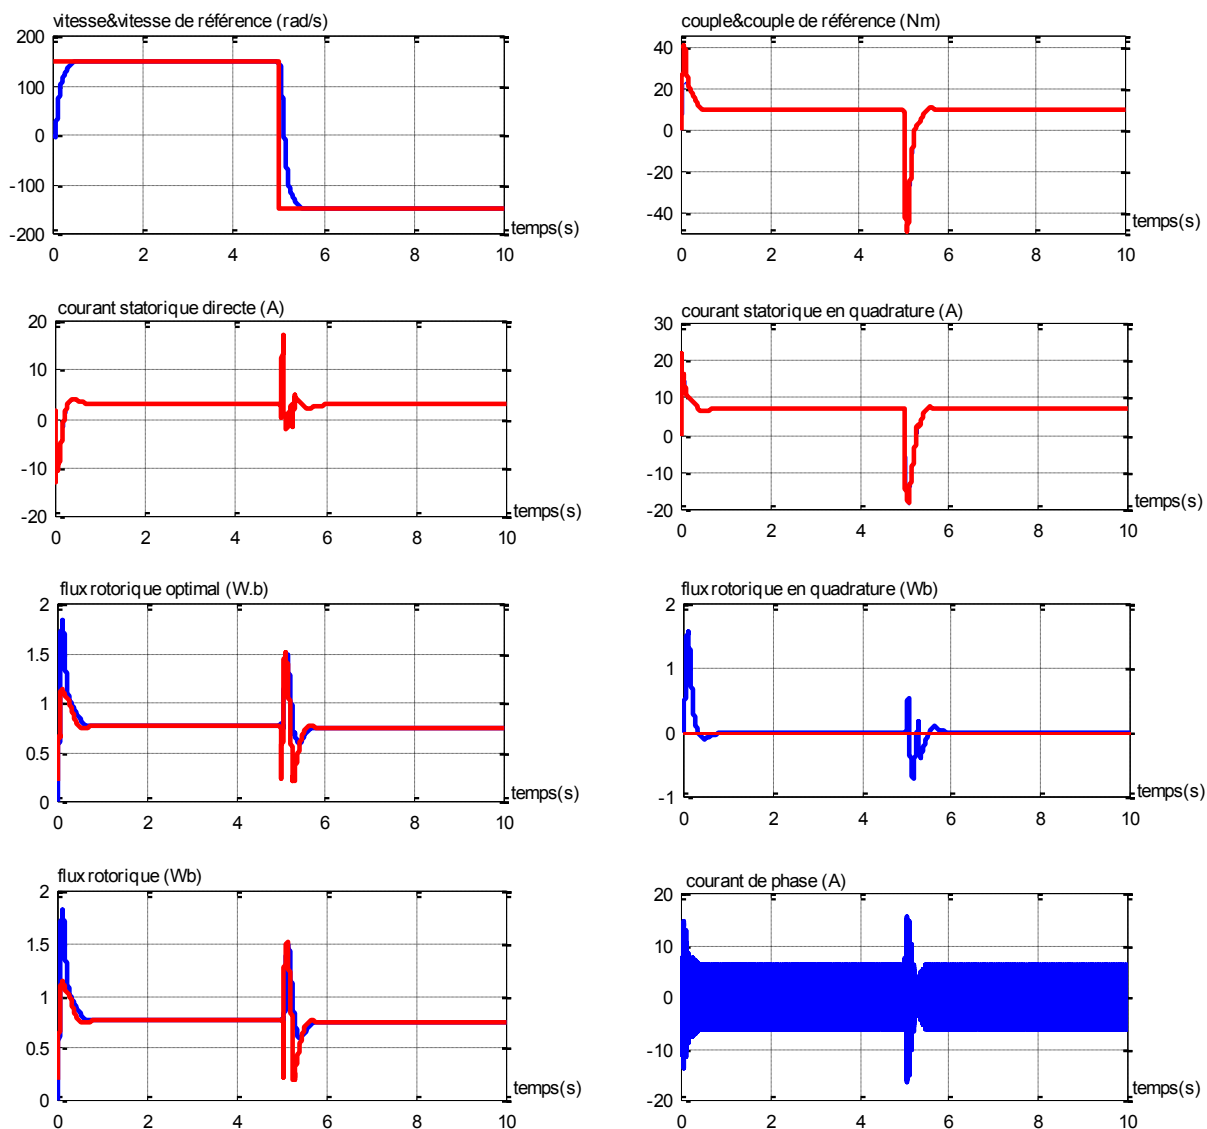 vitesse&vitesse de référence (rad/s)
200
100
0
-100
-200
0 2 4 6 8 10
temps(s)
couple&couple de référence (Nm)
40
20
0
-20
-40
0 2 4 6 8 10
temps(s)
courant statorique directe (A)
20
10
0
-10
-20
0 2 4 6 8 10
temps(s)
courant statorique en quadrature (A)
30
20
10
0
-10
-20
0 2 4 6 8 10
temps(s)
flux rotorique optimal (W.b)
2
1.5
1
0.5
0
0 2 4 6 8 10
temps(s)
flux rotorique en quadrature (Wb)
2
1
0
-1
0 2 4 6 8 10
temps(s)
flux rotorique (Wb)
2
1.5
1
0.5
0
0 2 4 6 8 10
temps(s)
courant de phase (A)
20
10
0
-10
-20
0 2 4 6 8 10
temps(s)